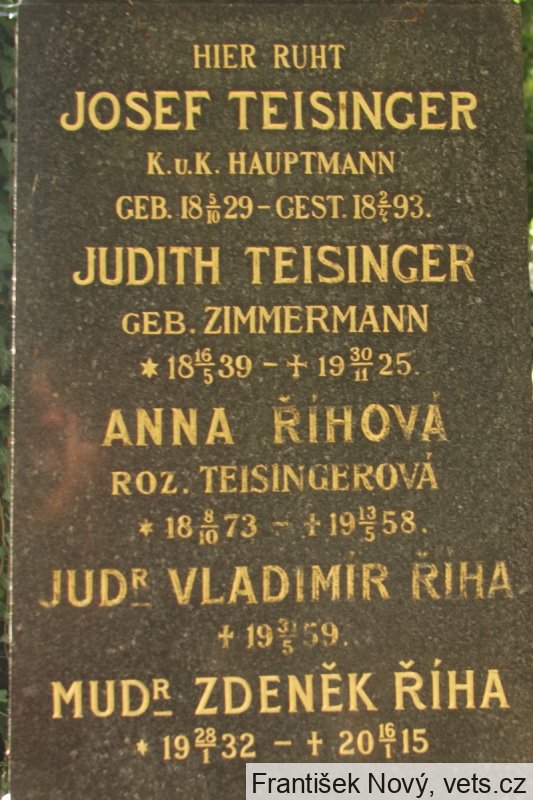 HIER RUHT
JOSEF TEISINGER
K.u.K. HAUPTMANN
GEB. 18 5/10 29 – GEST. 18 2/4 93.
JUDITH TEISINGER
GEB. ZIMMERMANN
* 18 16/5 39 – † 19 30/11 25.
ANNA ŘÍHOVÁ
ROZ. TEISINGEROVÁ
* 18 8/10 73 – † 19 13/5 58.
JUDR VLADIMÍR ŘÍHA
† 19 31/5 59.
MUDR ZDENĚK ŘÍHA
* 19 28/1 32 – † 20 16/1 15
František Nový, vets.cz